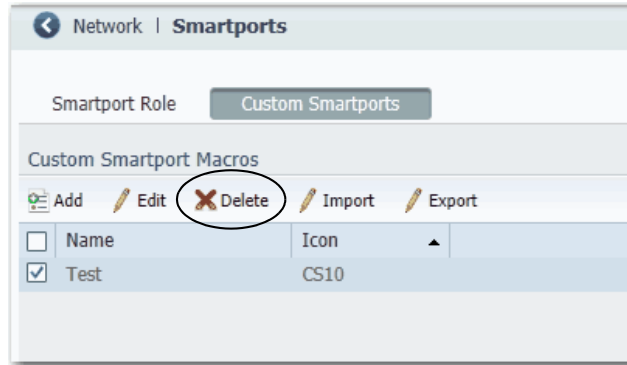 Network | Smartports
Smartport Role Custom Smartports
Custom Smartport Macros
Add Edit Delete Import Export
Name Icon
Test CS10